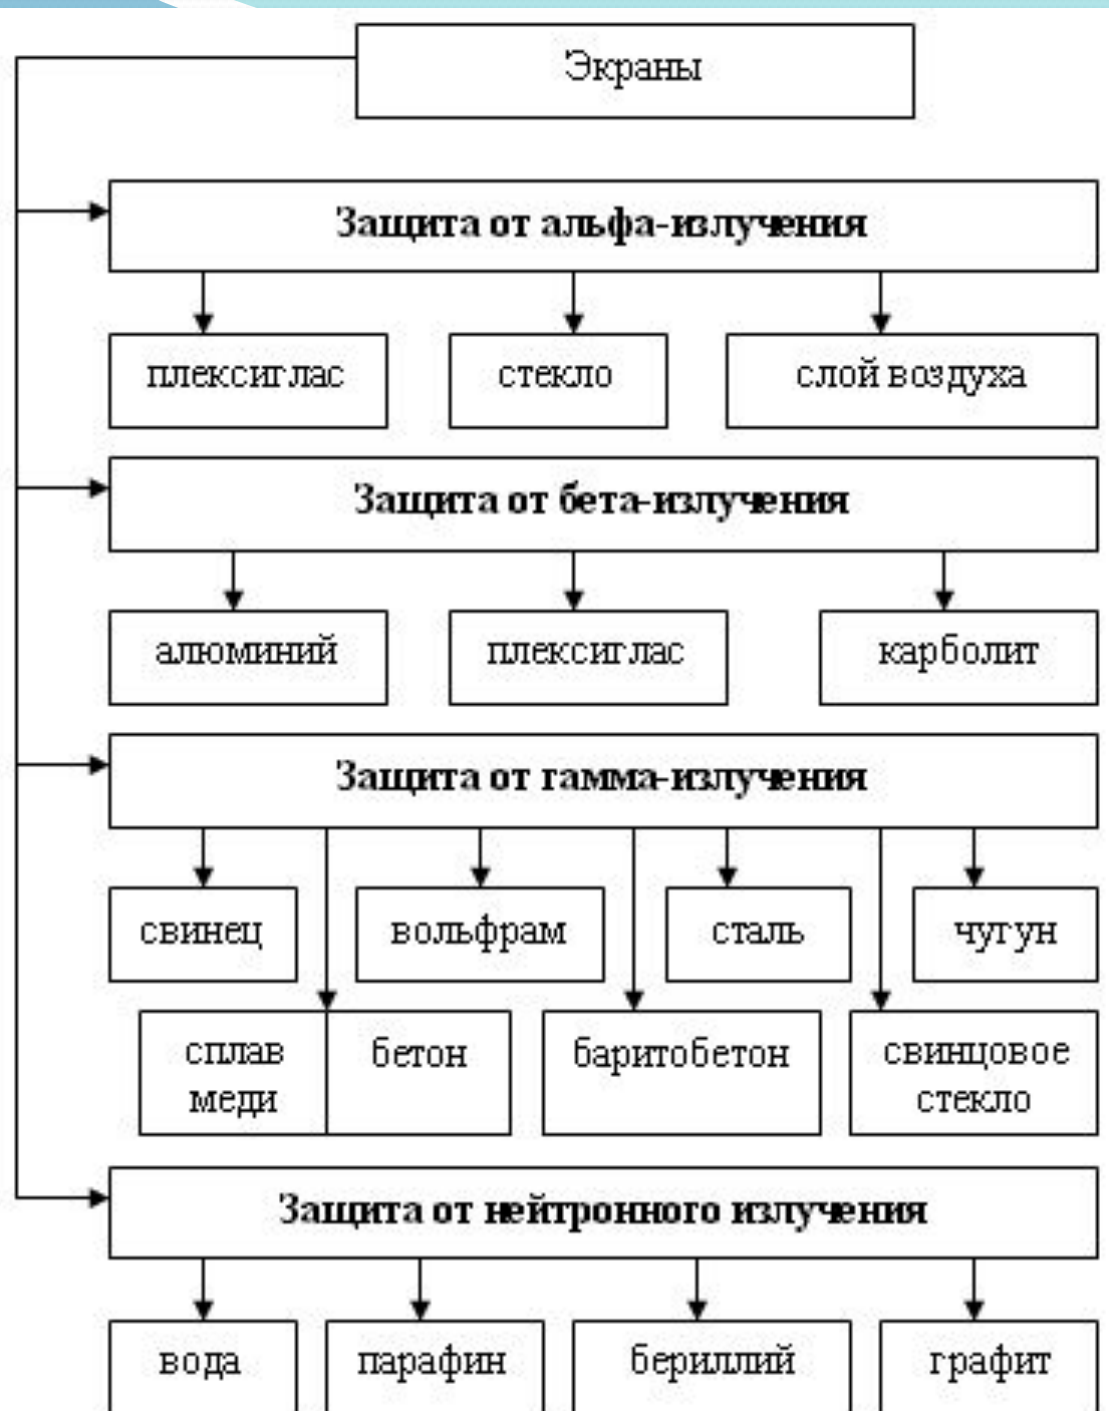 Экраны
Защита от альфа-излучения
плексиглас
стекло
слой воздуха
Защита от бета-излучения
алюминий
плексиглас
карболит
Защита от гамма-излучения
свинец
вольфрам
сталь
чугун
сплав
меди
бетон
баритобетон
свинцовое
стекло
Защита от нейтронного излучения
вода
парафин
бериллий
графит